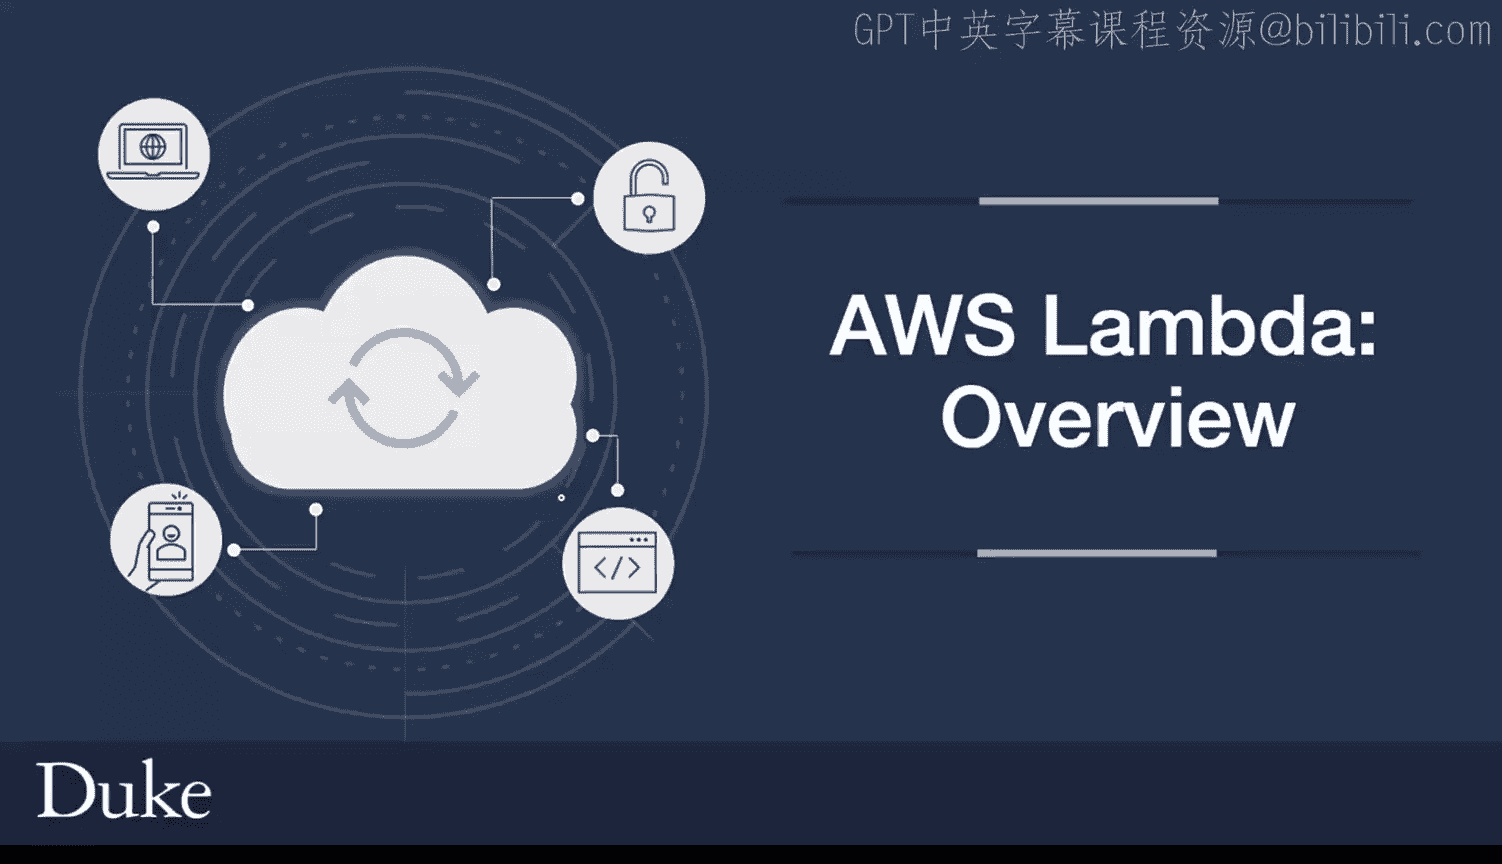 GPT中英字幕课程资源@bilibili.com
AWS Lambda:
Overview
</>
Duke